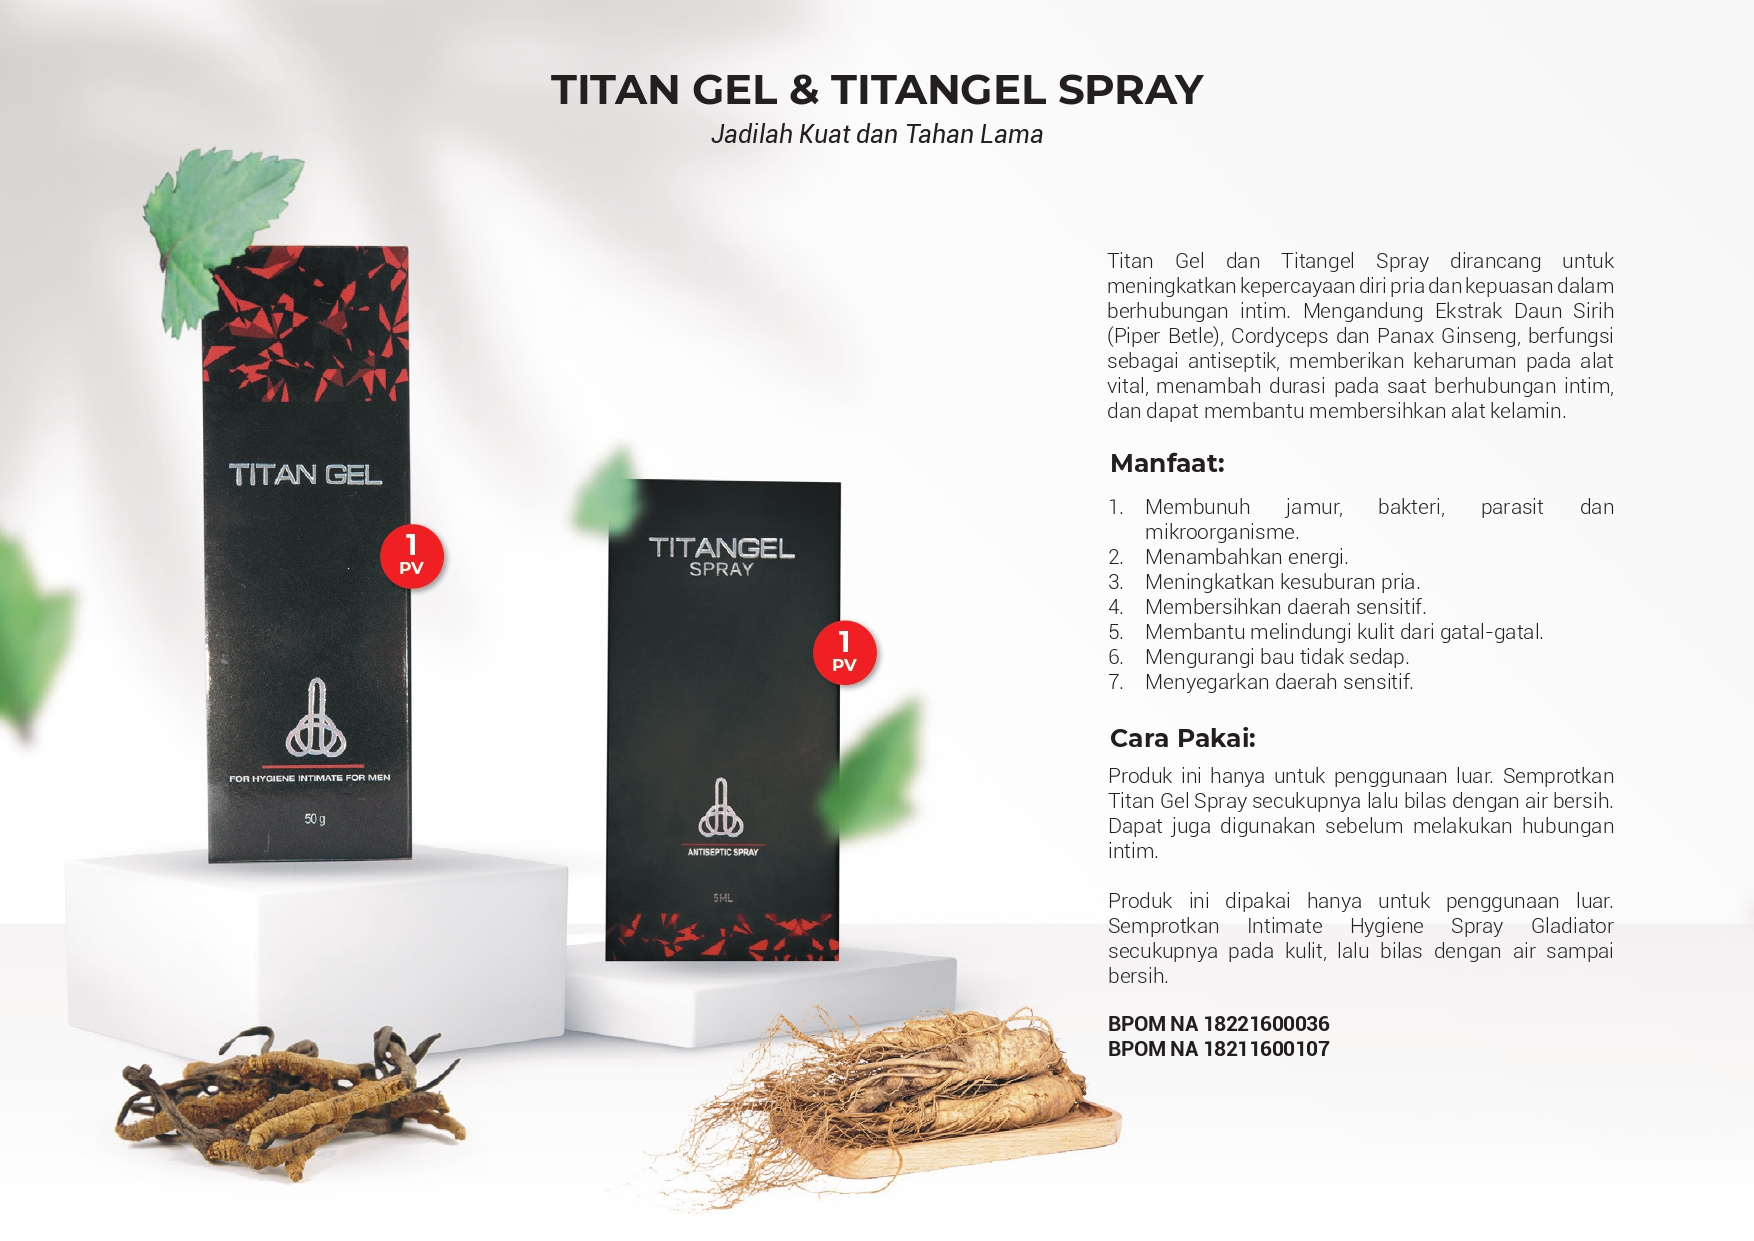 TITAN GEL & TITANGEL SPRAY
Jadilah Kuat dan Tahan Lama
TITAN GEL
1
PV
FOR HYGIENE INTIMATE FOR MEN
50 g
TITANGEL
SPRAY
1
PV
ANTISEPTIC SPRAY
5ML
Titan Gel dan Titangel Spray dirancang untuk
meningkatkan kepercayaan diri pria dan kepuasan dalam
berhubungan intim. Mengandung Ekstrak Daun Sirih
(Piper Betle), Cordyceps dan Panax Ginseng, berfungsi
sebagai antiseptik, memberikan keharuman pada alat
vital, menambah durasi pada saat berhubungan intim,
dan dapat membantu membersihkan alat kelamin.
Manfaat:
1. Membunuh jamur, bakteri, parasit dan
mikroorganisme.
2. Menambahkan energi.
3. Meningkatkan kesuburan pria.
4. Membersihkan daerah sensitif.
5. Membantu melindungi kulit dari gatal-gatal.
6. Mengurangi bau tidak sedap.
7. Menyegarkan daerah sensitif.
Cara Pakai:
Produk ini hanya untuk penggunaan luar. Semprotkan
Titan Gel Spray secukupnya lalu bilas dengan air bersih.
Dapat juga digunakan sebelum melakukan hubungan
intim.
Produk ini dipakai hanya untuk penggunaan luar.
Semprotkan Intimate Hygiene Spray Gladiator
secukupnya pada kulit, lalu bilas dengan air sampai
bersih.
BPOM NA 18221600036
BPOM NA 18211600107